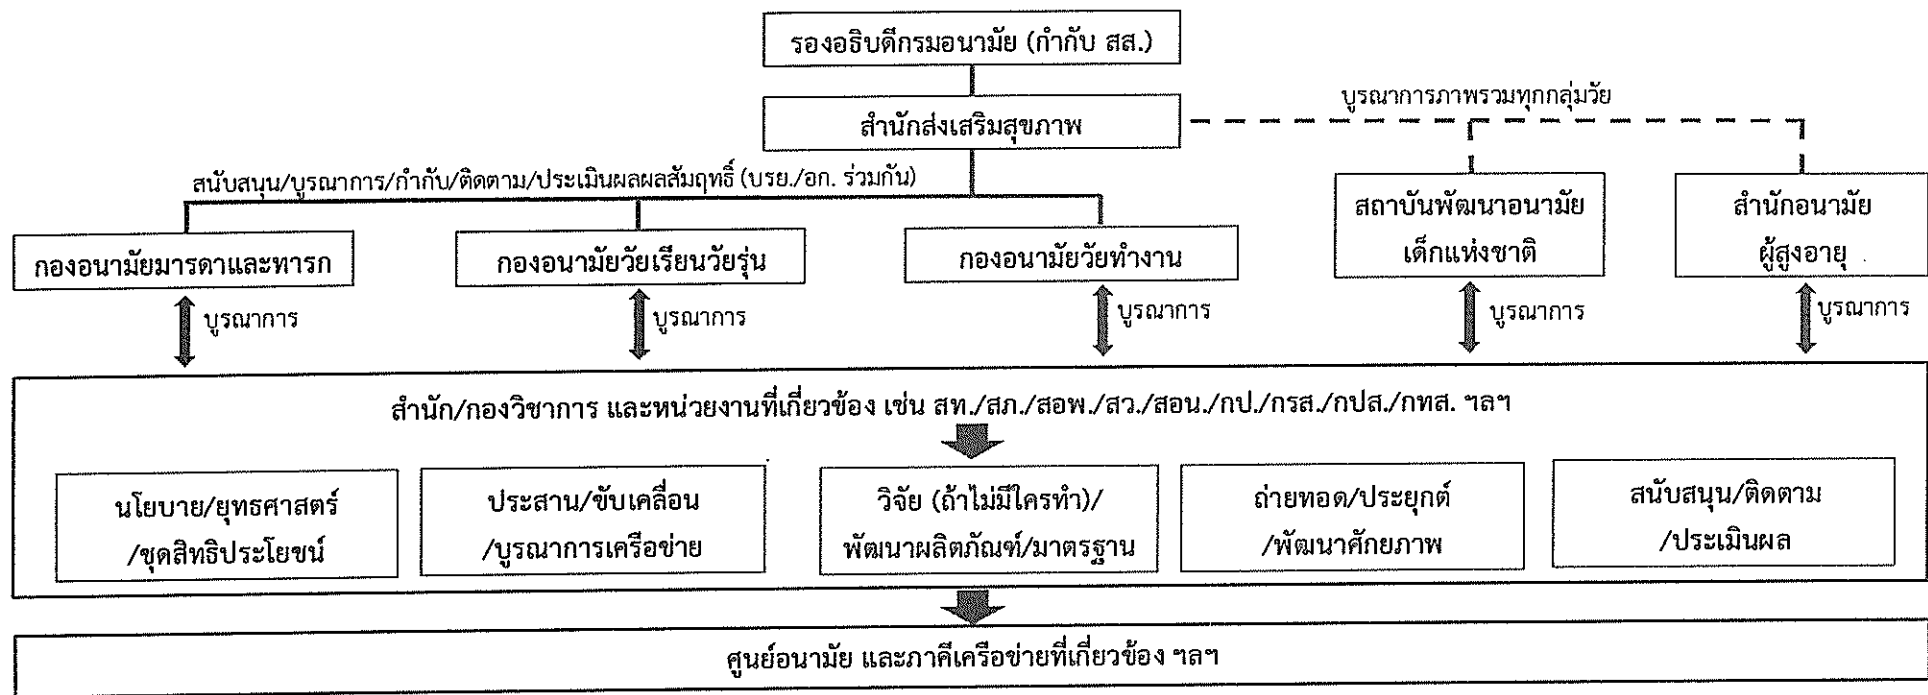 รองอธิบดีกรมอนามัย (กำกับ สส.)
สำนักส่งเสริมสุขภาพ
บูรณาการภาพรวมทุกกลุ่มวัย
สนับสนุน/บูรณาการ/กำกับ/ติดตาม/ประเมินผลผลสัมฤทธิ์ (บรย./อก. ร่วมกัน)
กองอนามัยมารดาและทารก
กองอนามัยวัยเรียนวัยรุ่น
กองอนามัยวัยทำงาน
สถาบันพัฒนาอนามัย
เด็กแห่งชาติ
สำนักอนามัย
ผู้สูงอายุ
บูรณาการ
บูรณาการ
บูรณาการ
บูรณาการ
บูรณาการ
สำนัก/กองวิชาการ และหน่วยงานที่เกี่ยวข้อง เช่น สท./สภ./สอพ./สว./สอน./กป./กรส./กปส./กทส. ฯลฯ
นโยบาย/ยุทธศาสตร์
/ชุดสิทธิประโยชน์
ประสาน/ขับเคลื่อน
/บูรณาการเครือข่าย
วิจัย (ถ้าไม่มีใครทำ)/
พัฒนาผลิตภัณฑ์/มาตรฐาน
ถ่ายทอด/ประยุกต์
/พัฒนาศักยภาพ
สนับสนุน/ติดตาม
/ประเมินผล
ศูนย์อนามัย และภาคีเครือข่ายที่เกี่ยวข้อง ฯลฯ